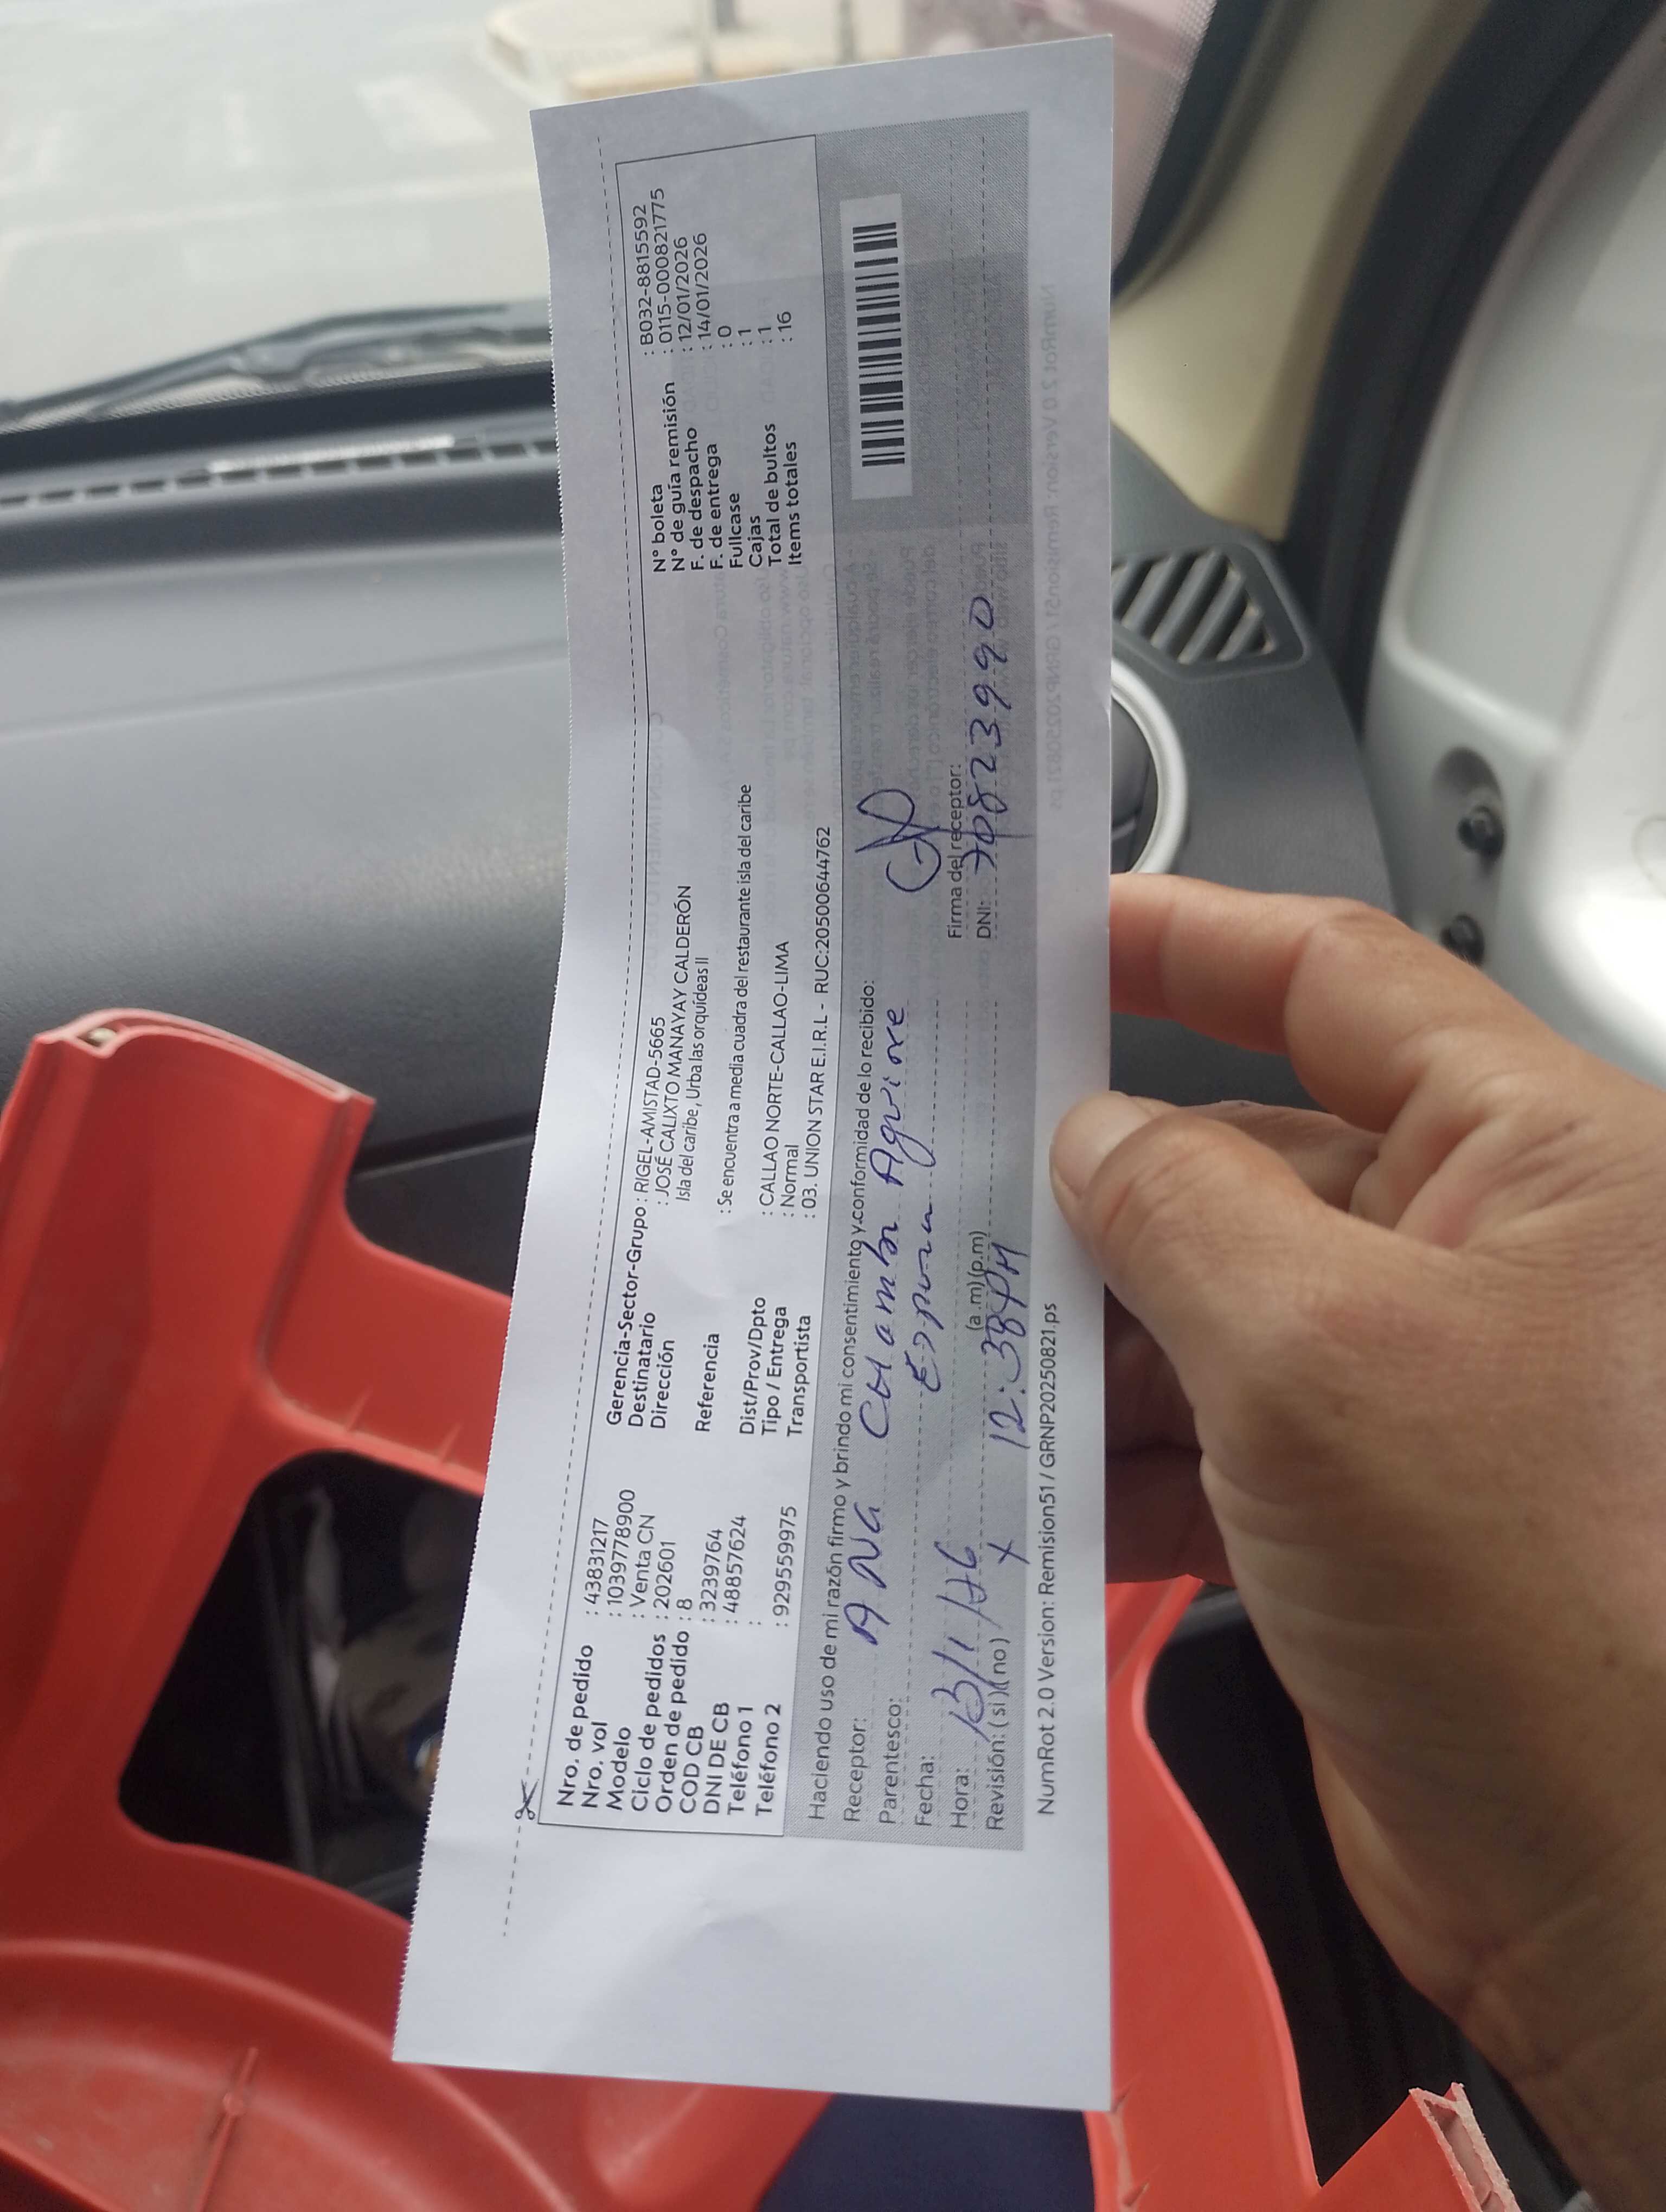 Nro. de pedido : 43831217
Nro. vol : 10397778900
Modelo : Venta CN
Ciclo de pedidos : 202601
Orden de pedido : 8
COD CB : 3239764
DNI DE CB : 48857624
Teléfono 1 :
Teléfono 2 : 929559975
Gerencia-Sector-Grupo : RIGEL-AMISTAD-5665
Destinatario : JOSÉ CALIXTO MANAYAY CALDERÓN
Dirección Isla del caribe , Urba las orquídeas II
Referencia : Se encuentra a media cuadra del restaurante isla del caribe
Dist/Prov/Dpto : CALLAO NORTE-CALLAO-LIMA
Tipo / Entrega : Normal
Transportista : 03. UNION STAR E.I.R.L - RUC:20500644762
N° boleta : B032-8815592
N° de guía remisión : 0115-000821775
F. de despacho : 12/01/2026
F. de entrega : 14/01/2026
Fullcase : 0
Cajas : 1
Total de bultos : 1
Items totales : 16
Haciendo uso de mi razón firmo y brindo mi consentimiento y conformidad de lo recibido:
Receptor: ANA Chamba Aguirre
Parentesco: Esposa
Fecha: 13/1/26
Hora: 12:38PM (a .m) (p.m)
Revisión: ( si )( no ) X
Firma del receptor:
DNI: 70823990
NumRot 2.0 Version: Remision51 / GRNP20250821.ps